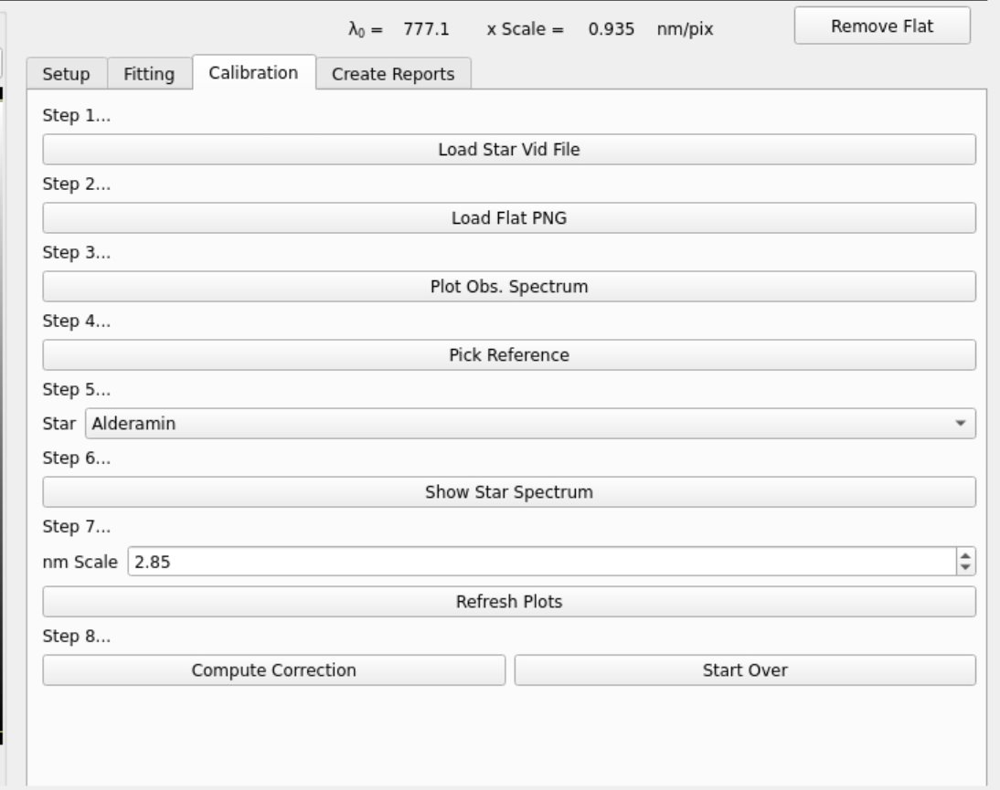 λ₀ = 777.1 x Scale = 0.935 nm/pix Remove Flat
Setup Fitting Calibration Create Reports
Step 1...
Load Star Vid File
Step 2...
Load Flat PNG
Step 3...
Plot Obs. Spectrum
Step 4...
Pick Reference
Step 5...
Star Alderamin
Step 6...
Show Star Spectrum
Step 7...
nm Scale 2.85
Refresh Plots
Step 8...
Compute Correction Start Over